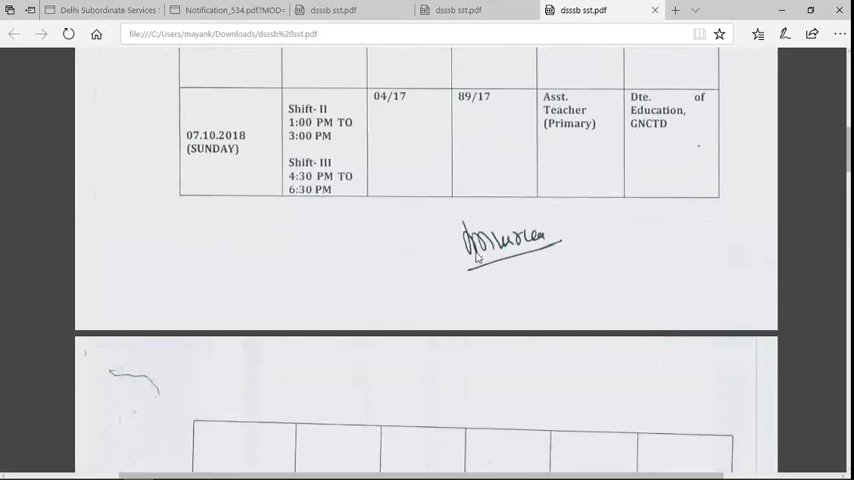 Delhi Subordinate Services :
Notification_534.pdf?MOD=
dsssb sst.pdf
dsssb sst.pdf
dsssb sst.pdf
file:///C:/Users/mayank/Downloads/dsssb%20sst.pdf
07.10.2018
(SUNDAY)
Shift- II
1:00 PM TO
3:00 PM
Shift- III
4:30 PM TO
6:30 PM
04/17
89/17
Asst.
Teacher
(Primary)
Dte. of
Education,
GNCTD